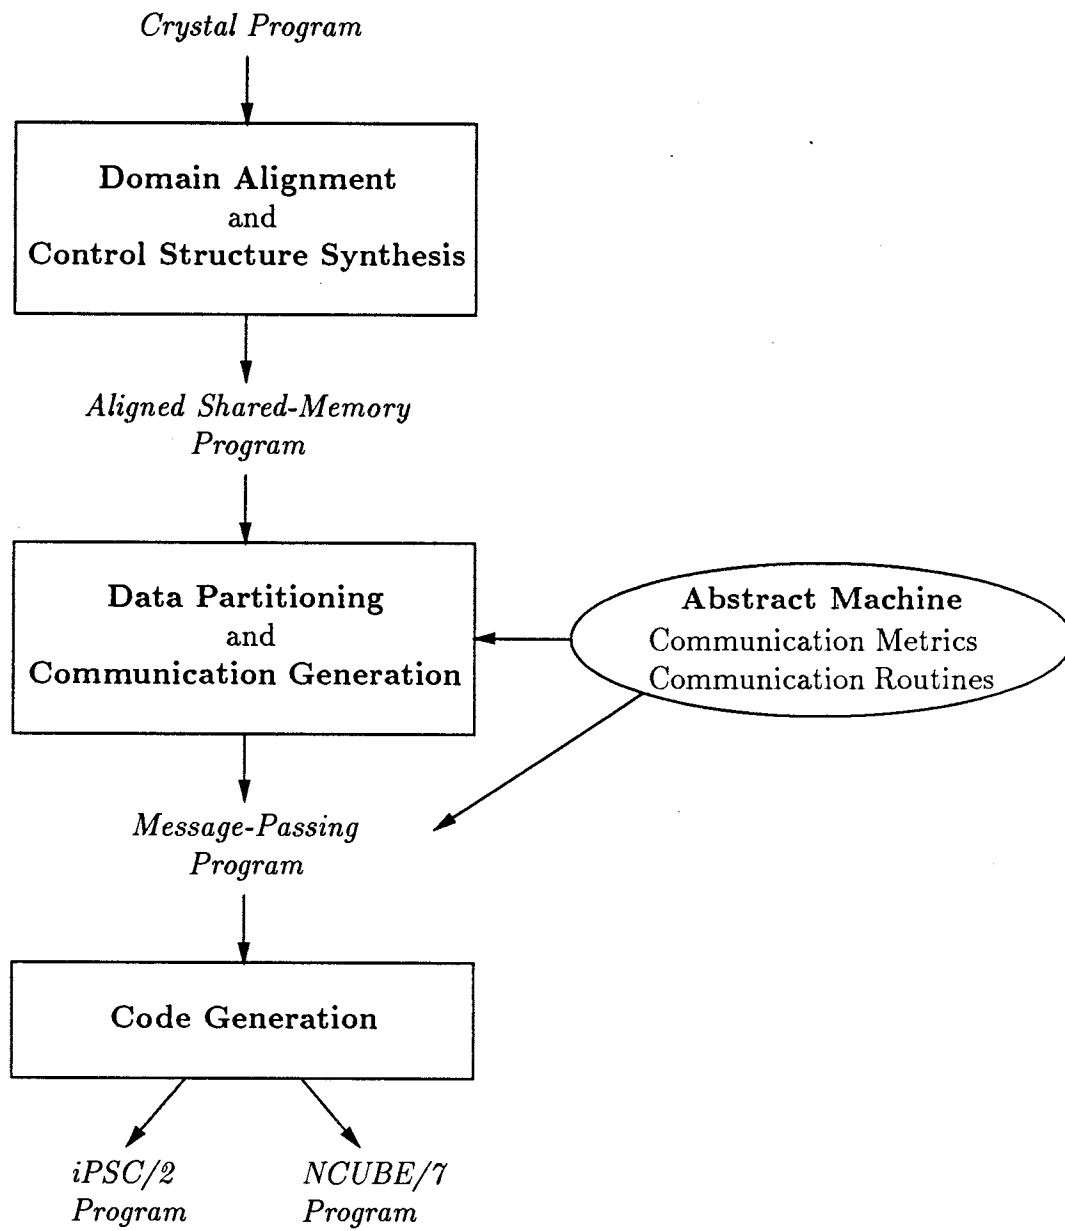 Crystal Program
Domain Alignment
and
Control Structure Synthesis
Aligned Shared-Memory
Program
Data Partitioning
and
Communication Generation
Abstract Machine
Communication Metrics
Communication Routines
Message-Passing
Program
Code Generation
iPSC/2
Program
NCUBE/7
Program